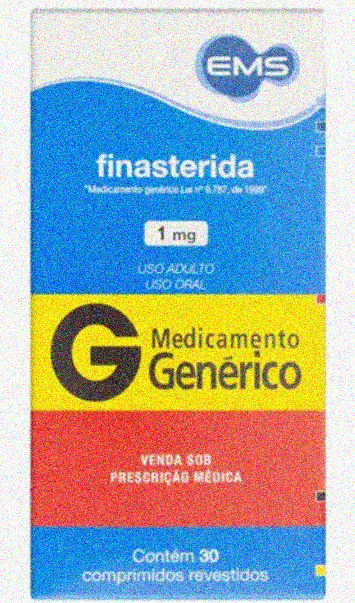 EMS
finasterida
"Medicamento genérico Lei nº 9.787, de 1999"
1 mg
USO ADULTO
USO ORAL
G Medicamento
Genérico
VENDA SOB
PRESCRIÇÃO MÉDICA
Contém 30
comprimidos revestidos